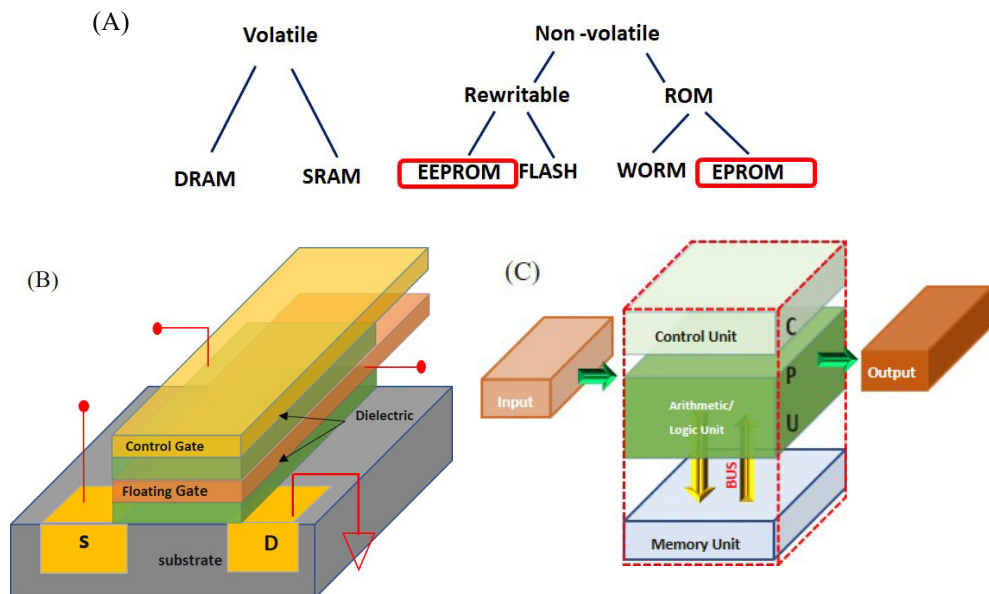 (A)
Volatile
Non -volatile
Rewritable
ROM
DRAM
SRAM
EEPROM
FLASH
WORM
EPROM
(B)
Control Gate
Floating Gate
Dielectric
S
D
substrate
(C)
Input
Control Unit
C
P
U
Arithmetic/
Logic Unit
BUS
Memory Unit
Output